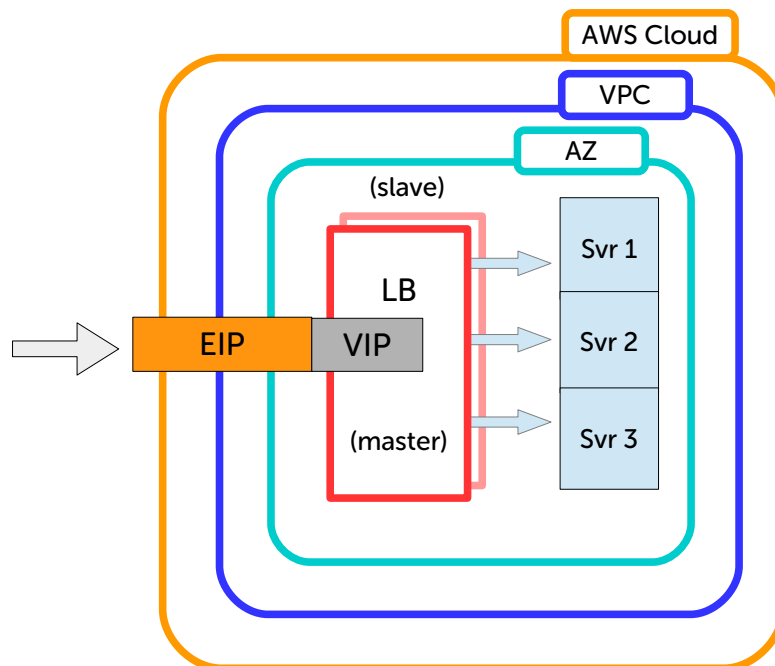 AWS Cloud
VPC
AZ
(slave)
Svr 1
LB
EIP
VIP
Svr 2
(master)
Svr 3